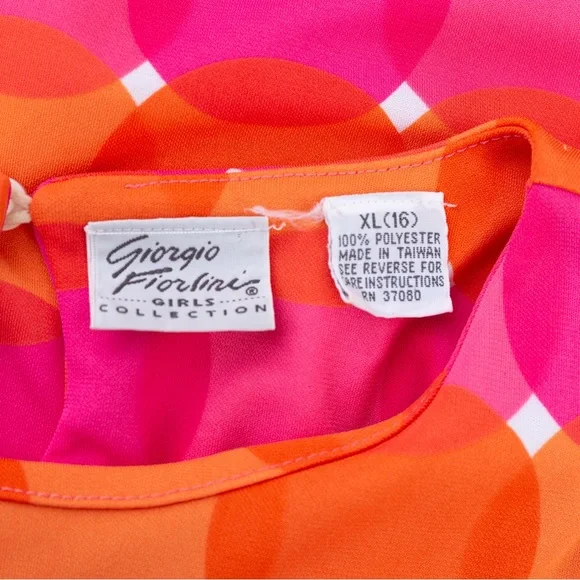 Giorgio
Fiorlini®
GIRLS
COLLECTION
XL(16)
100% POLYESTER
MADE IN TAIWAN
SEE REVERSE FOR
CARE INSTRUCTIONS
RN 37080